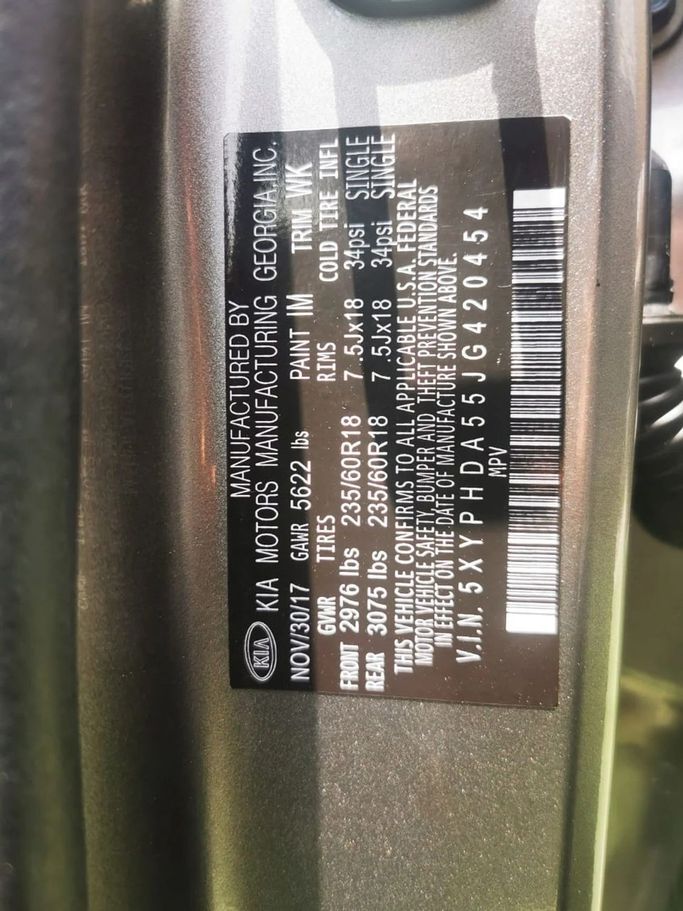 MANUFACTURED BY
KIA KIA MOTORS MANUFACTURING GEORGIA, INC.
NOV/30/17 GAWR 5622 lbs PAINT IM TRIM WK
GVWR TIRES RIMS COLD TIRE INFL
FRONT 2976 lbs 235/60R18 7.5Jx18 34psi SINGLE
REAR 3075 lbs 235/60R18 7.5Jx18 34psi SINGLE
THIS VEHICLE CONFIRMS TO ALL APPLICABLE U.S.A. FEDERAL
MOTOR VEHICLE SAFETY, BUMPER AND THEFT PREVENTION STANDARDS
IN EFFECT ON THE DATE OF MANUFACTURE SHOWN ABOVE.
V.I.N. 5XYPHDA55JG420454
MPV